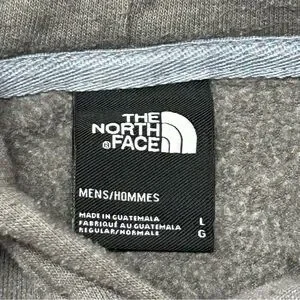 THE
NORTH
FACE
MENS/HOMMES
MADE IN GUATEMALA
FABRIQUÉ AU GUATEMALA
REGULAR/NORMALE
L
G